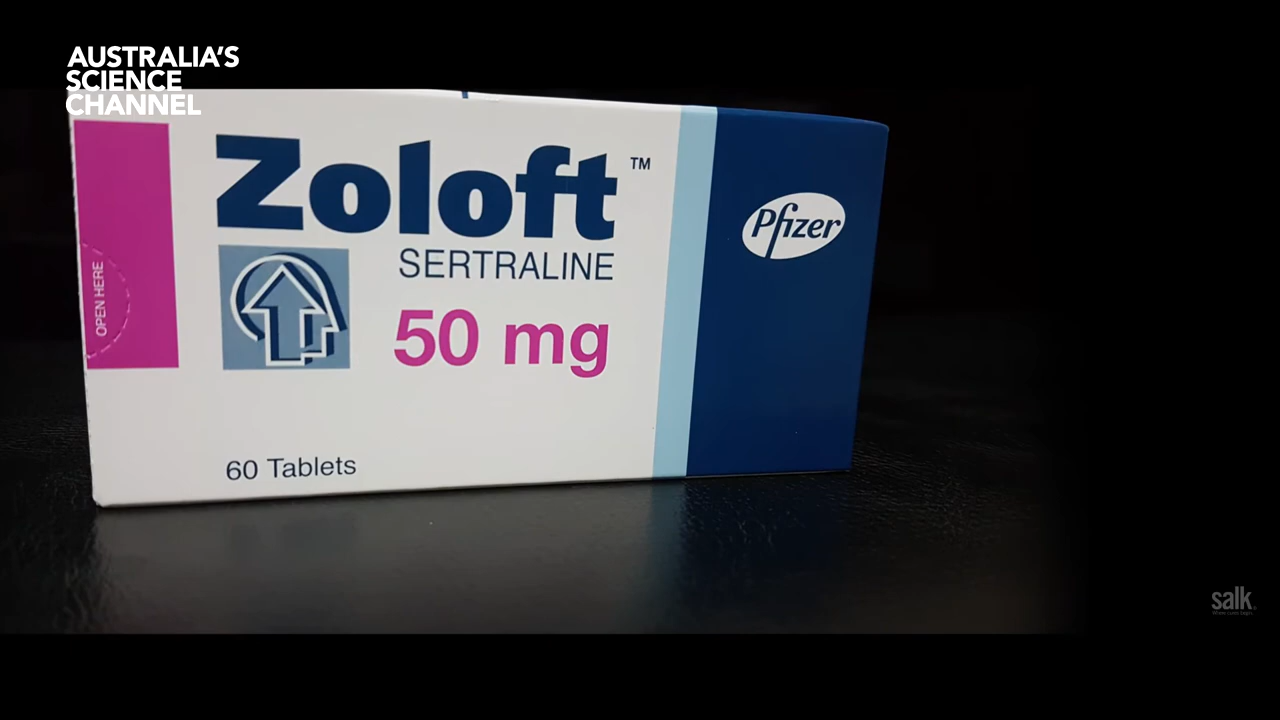 AUSTRALIA'S
SCIENCE
CHANNEL
Zoloft™
SERTRALINE
50 mg
60 Tablets
OPEN HERE
Pfizer
salk